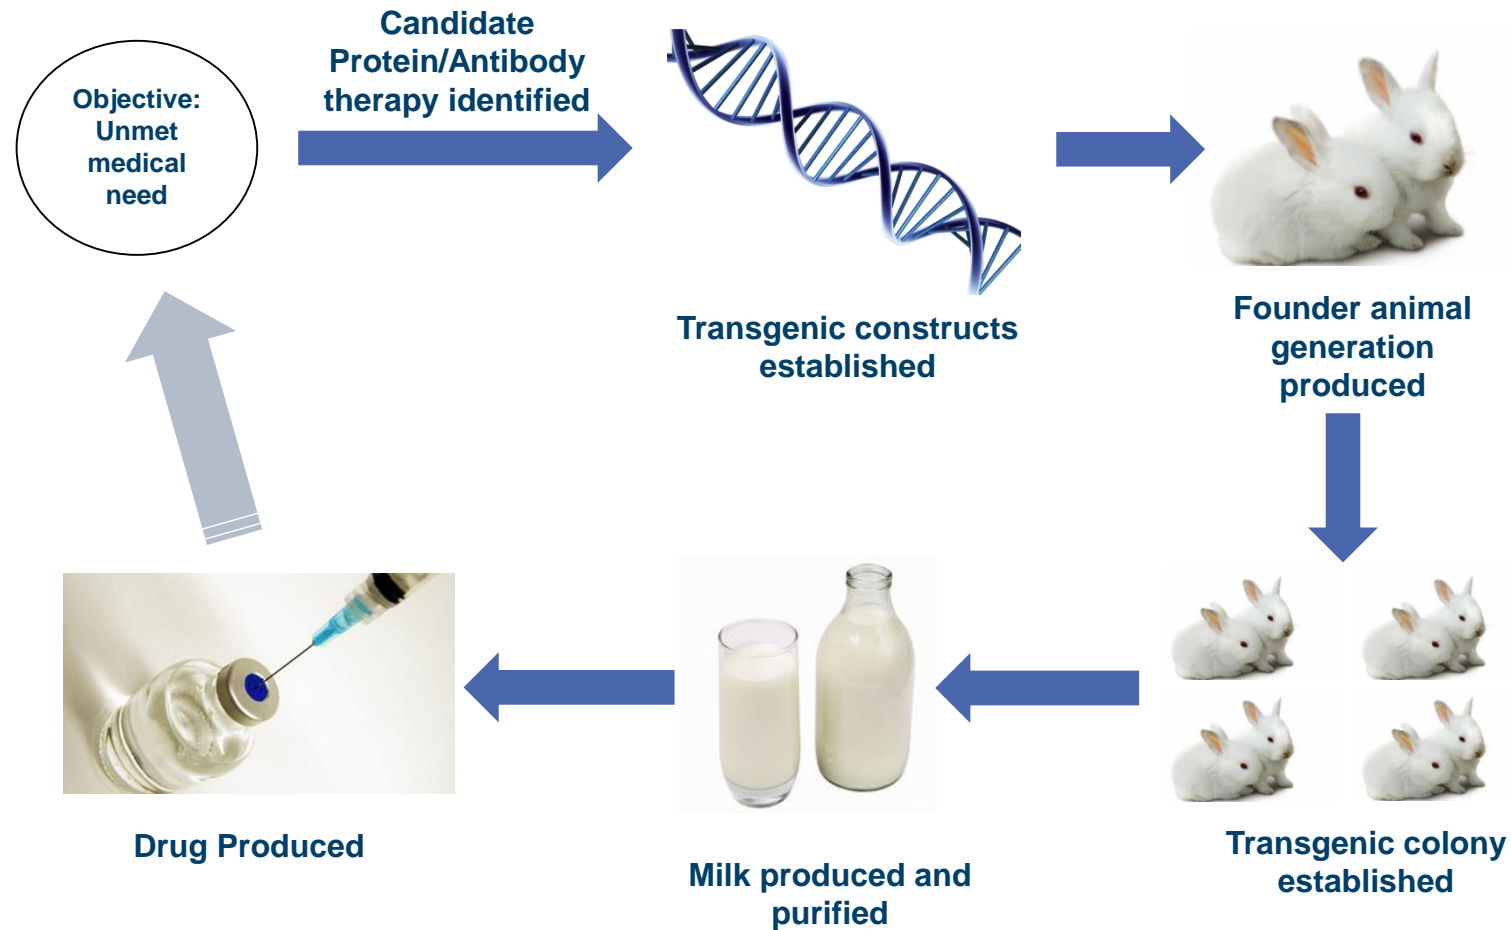 Objective:
Unmet
medical
need
Candidate
Protein/Antibody
therapy identified
Transgenic constructs
established
Founder animal
generation
produced
Transgenic colony
established
Milk produced and
purified
Drug Produced